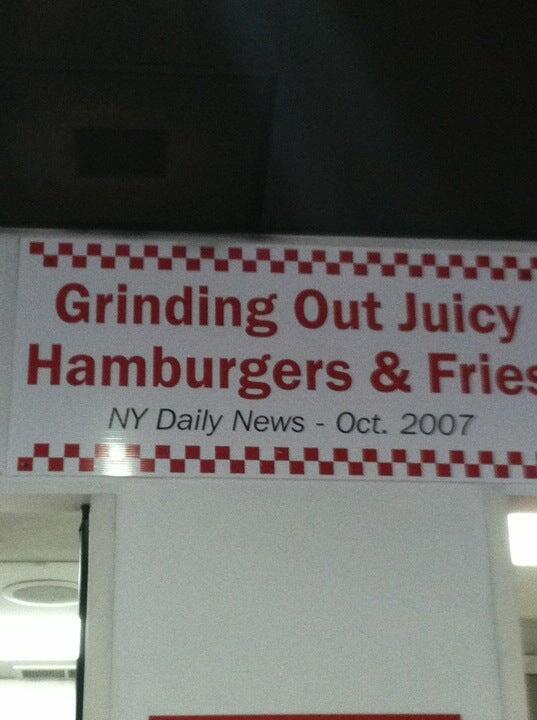 Grinding Out Juicy
Hamburgers & Fries
NY Daily News - Oct. 2007